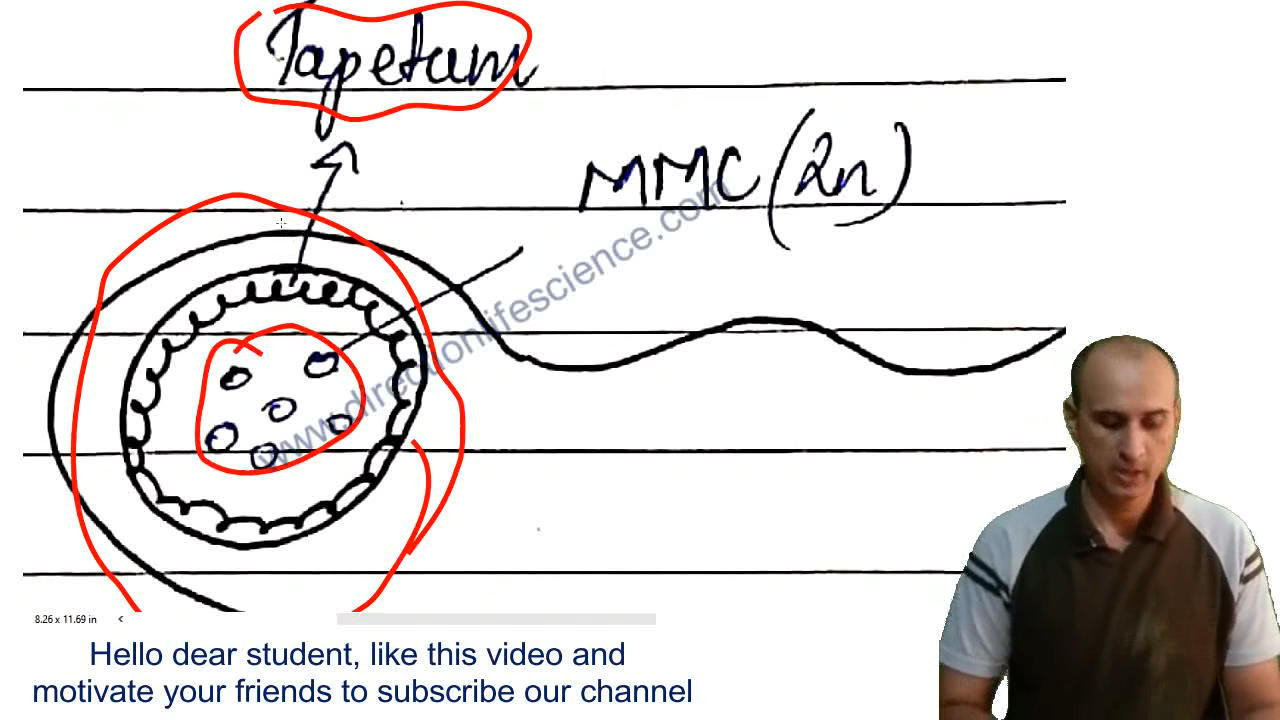 Tapetum
MMC (2n)
www.directionlifescience.com
8.26 x 11.69 in
Hello dear student, like this video and
motivate your friends to subscribe our channel